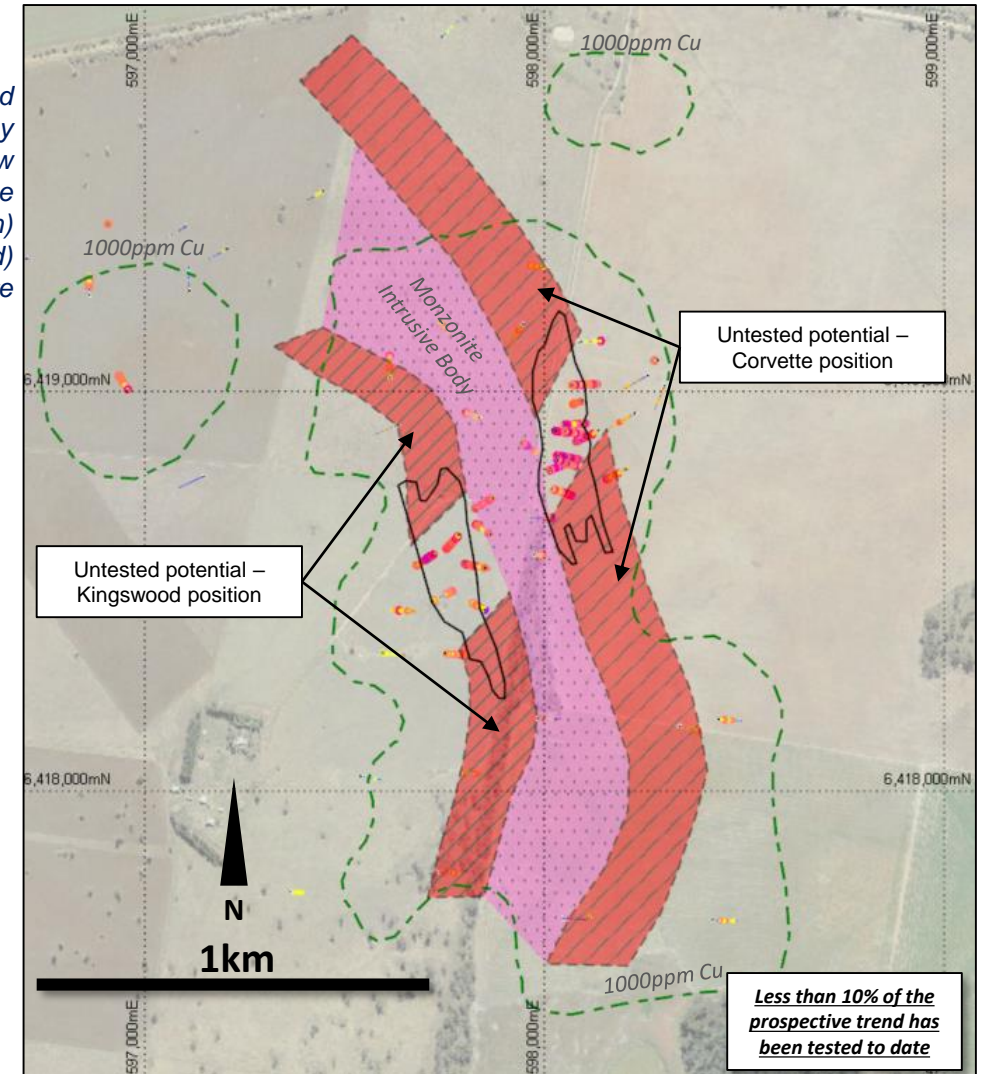 d
y
w
e
n)
d)
e
597,000mE
598,000mE
599,000mE
1000ppm Cu
1000ppm Cu
Monzonite
Intrusive Body
Untested potential –
Corvette position
6,419,000mN
Untested potential –
Kingswood position
6,418,000mN
6,418,000mN
N
1km
1000ppm Cu
Less than 10% of the
prospective trend has
been tested to date
597,000mE
598,000mE